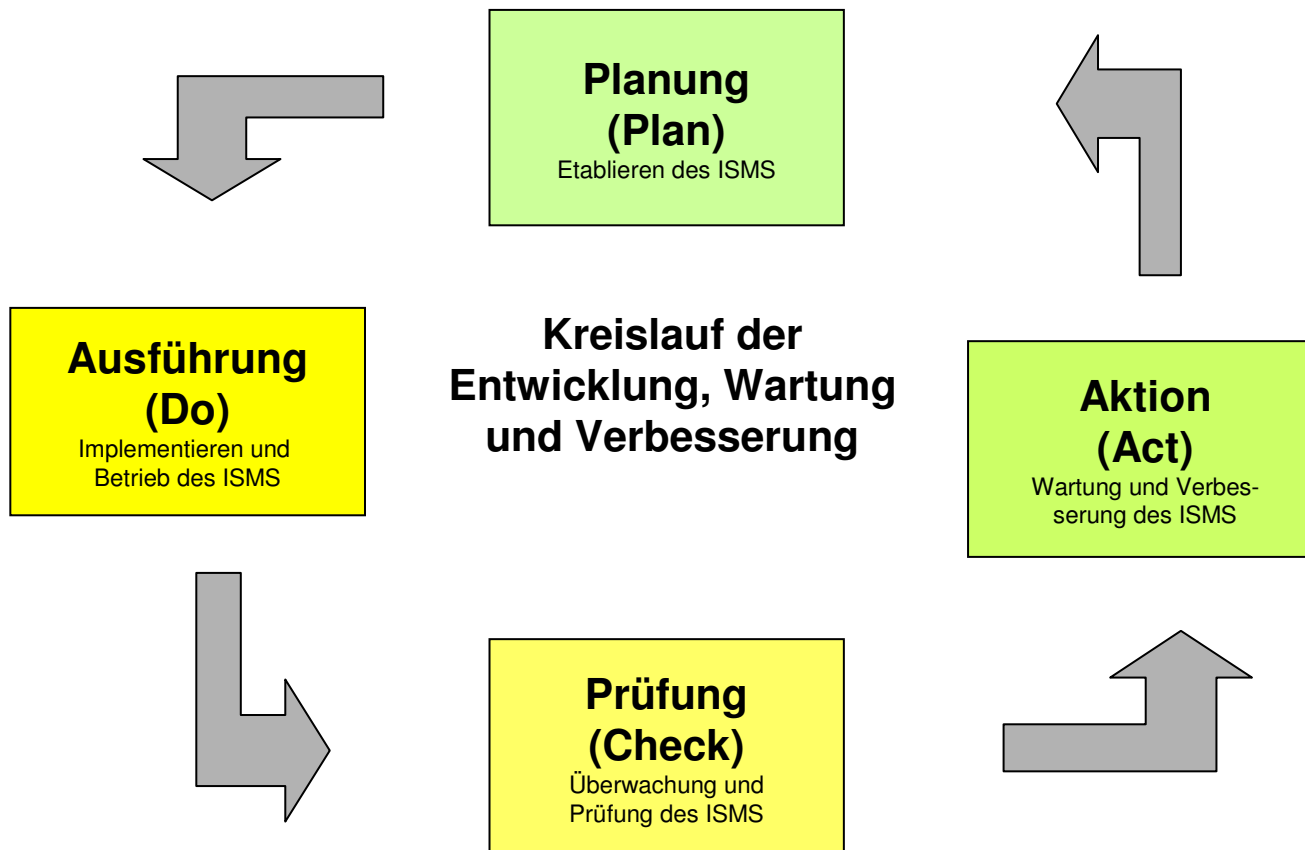 Planung
(Plan)
Etablieren des ISMS
Kreislauf der
Entwicklung, Wartung
und Verbesserung
Ausführung
(Do)
Implementieren und
Betrieb des ISMS
Aktion
(Act)
Wartung und Verbes-
serung des ISMS
Prüfung
(Check)
Überwachung und
Prüfung des ISMS